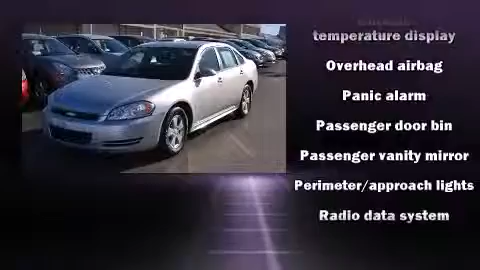 temperature display
Overhead airbag
Panic alarm
Passenger door bin
Passenger vanity mirror
Perimeter/approach lights
Radio data system